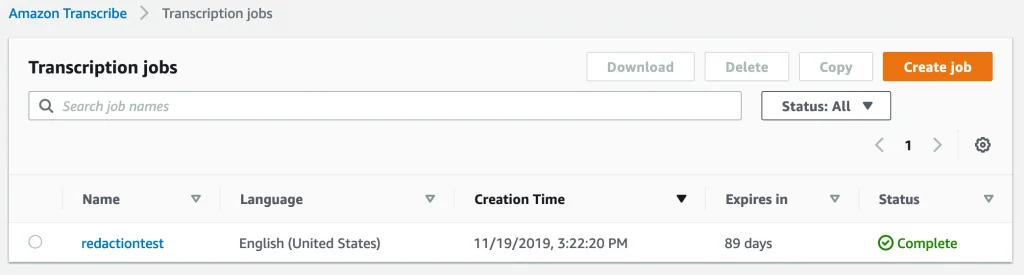 Amazon Transcribe > Transcription jobs
Transcription jobs Download Delete Copy Create job
Search job names Status: All
1
Name Language Creation Time Expires in Status
redactiontest English (United States) 11/19/2019, 3:22:20 PM 89 days Complete